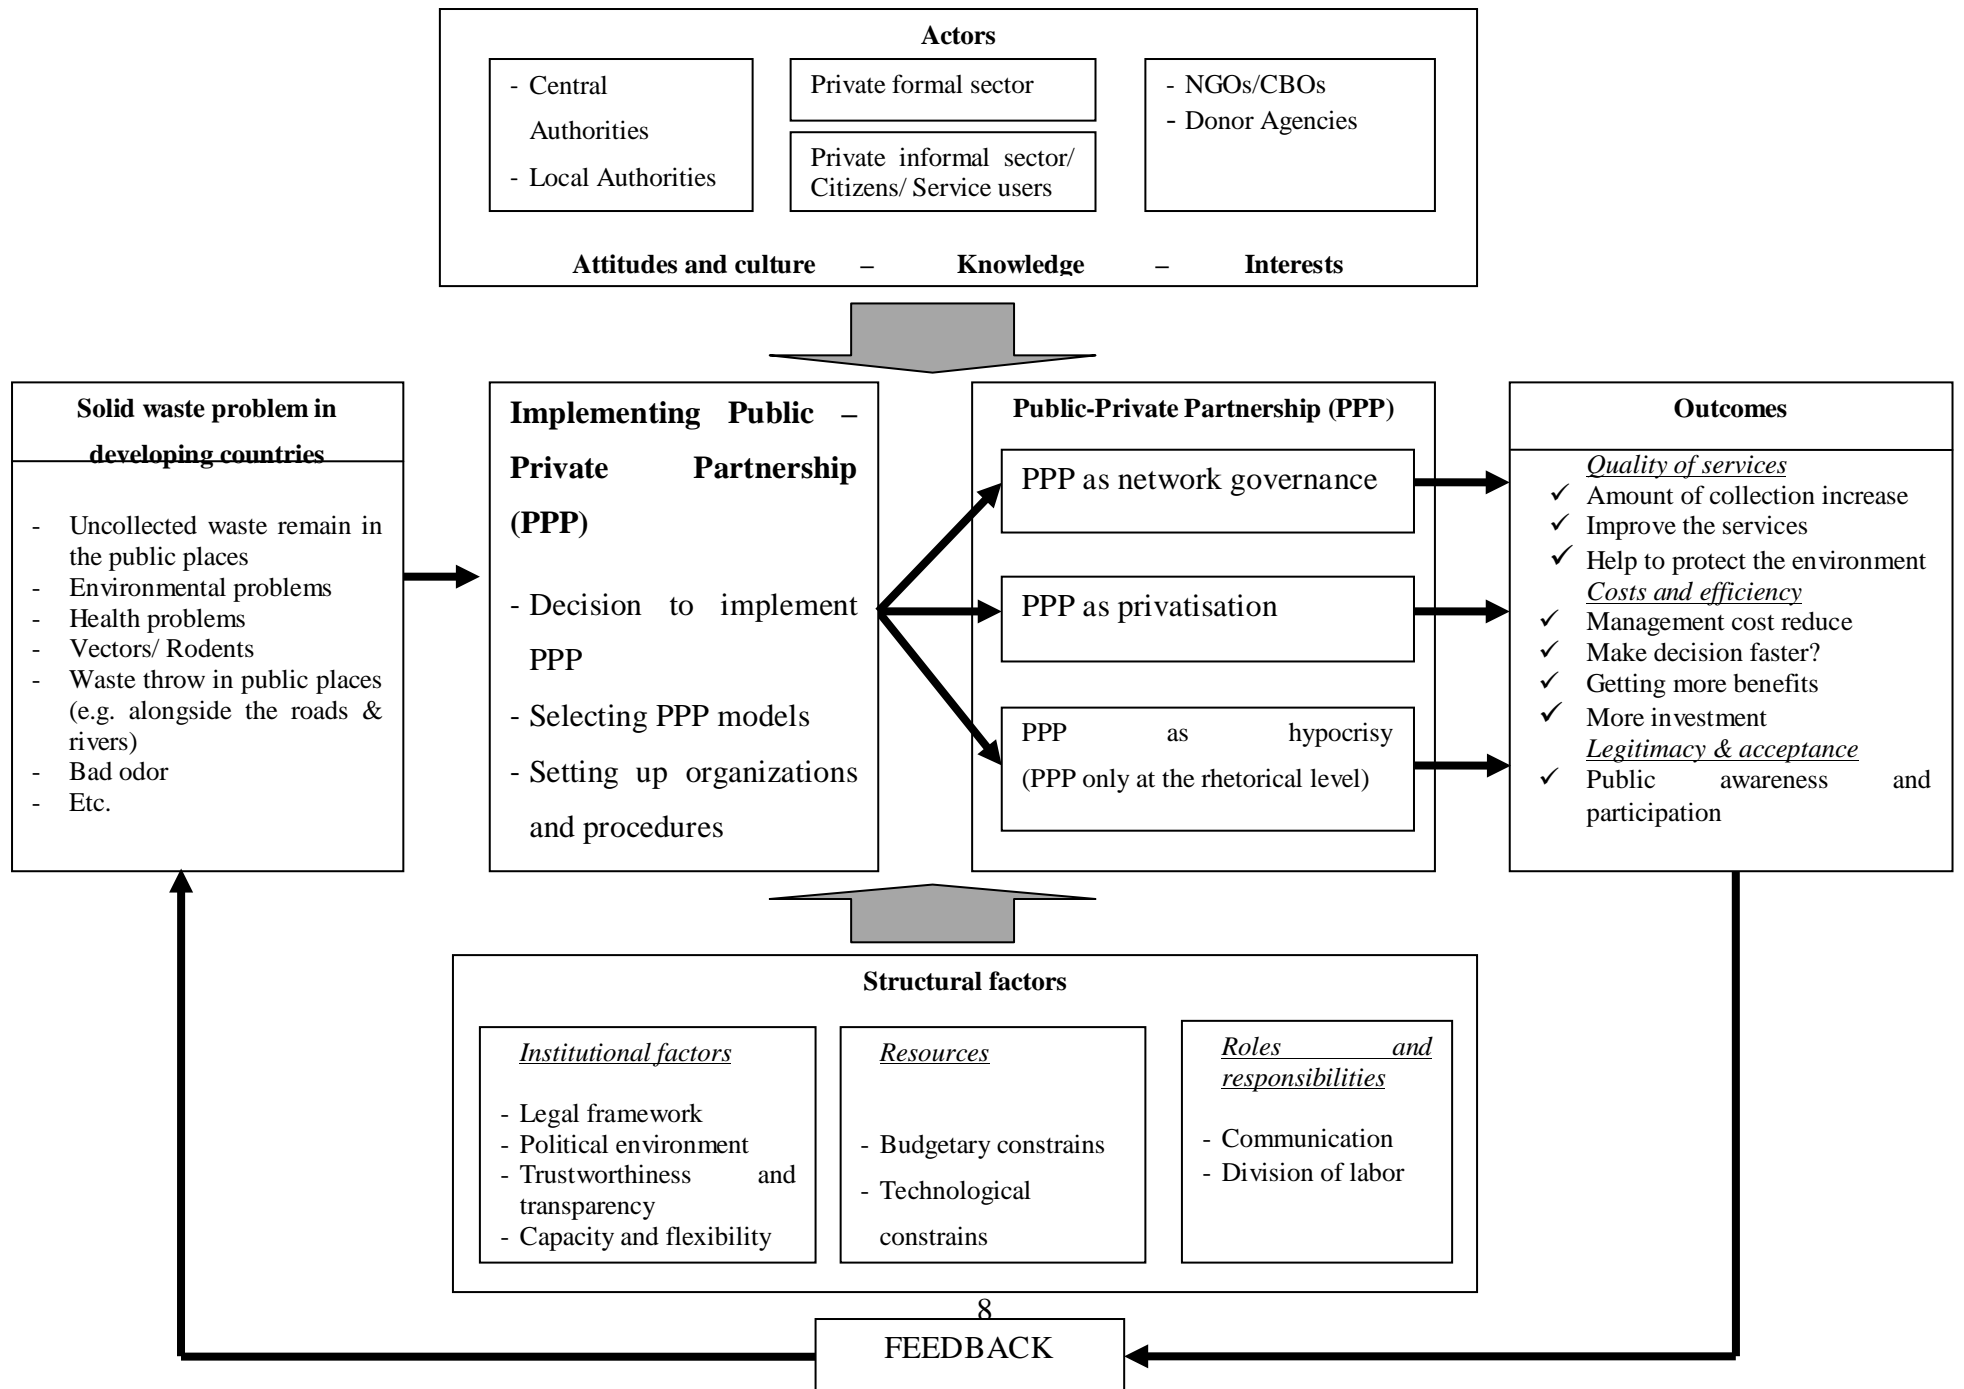 Actors
- Central
Authorities
- Local Authorities
Private formal sector
Private informal sector/
Citizens/ Service users
- NGOs/CBOs
- Donor Agencies
Attitudes and culture – Knowledge – Interests
Solid waste problem in
developing countries
- Uncollected waste remain in
the public places
- Environmental problems
- Health problems
- Vectors/ Rodents
- Waste throw in public places
(e.g. alongside the roads &
rivers)
- Bad odor
- Etc.
Implementing Public –
Private Partnership
(PPP)
- Decision to implement
PPP
- Selecting PPP models
- Setting up organizations
and procedures
Public-Private Partnership (PPP)
PPP as network governance
PPP as privatisation
PPP as hypocrisy
(PPP only at the rhetorical level)
Outcomes
Quality of services
✓ Amount of collection increase
✓ Improve the services
✓ Help to protect the environment
Costs and efficiency
✓ Management cost reduce
✓ Make decision faster?
✓ Getting more benefits
✓ More investment
Legitimacy & acceptance
✓ Public awareness and
participation
Structural factors
Institutional factors
- Legal framework
- Political environment
- Trustworthiness and
transparency
- Capacity and flexibility
Resources
- Budgetary constrains
- Technological
constrains
Roles and
responsibilities
- Communication
- Division of labor
8
FEEDBACK